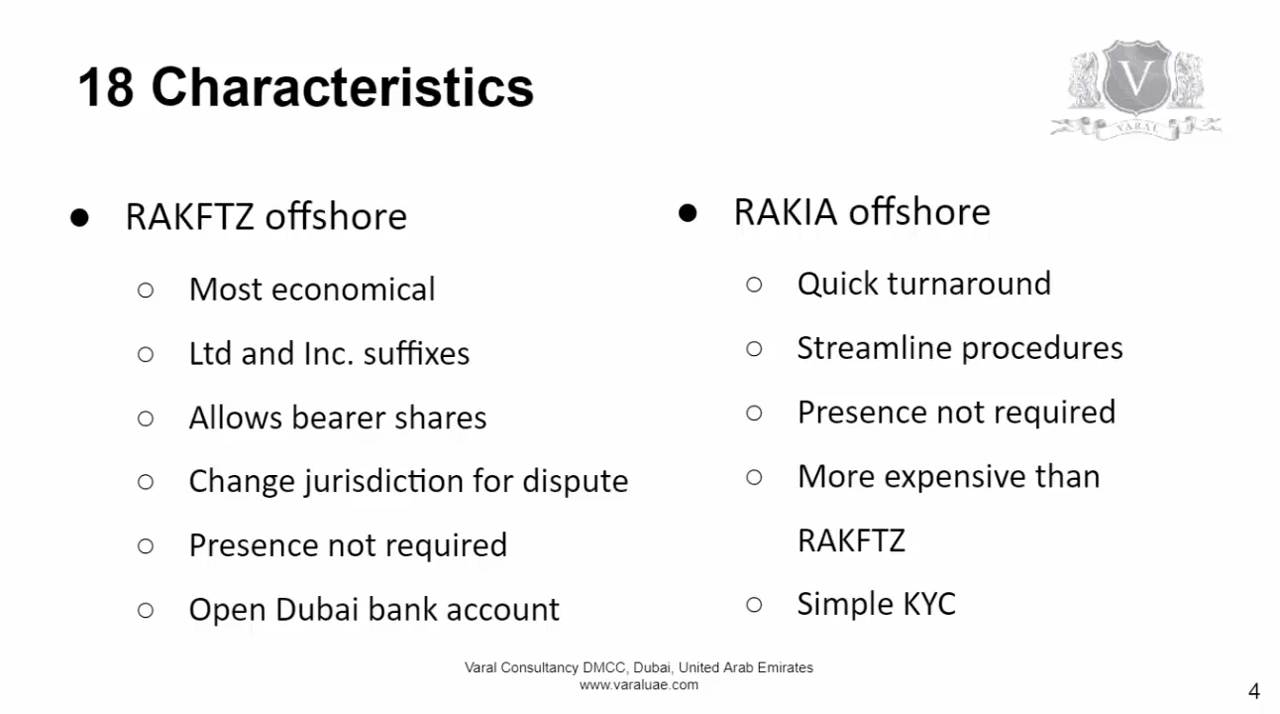 18 Characteristics
V
VARAL
● RAKFTZ offshore
○ Most economical
○ Ltd and Inc. suffixes
○ Allows bearer shares
○ Change jurisdiction for dispute
○ Presence not required
○ Open Dubai bank account
● RAKIA offshore
○ Quick turnaround
○ Streamline procedures
○ Presence not required
○ More expensive than
RAKFTZ
○ Simple KYC
Varal Consultancy DMCC, Dubai, United Arab Emirates
www.varaluae.com
4